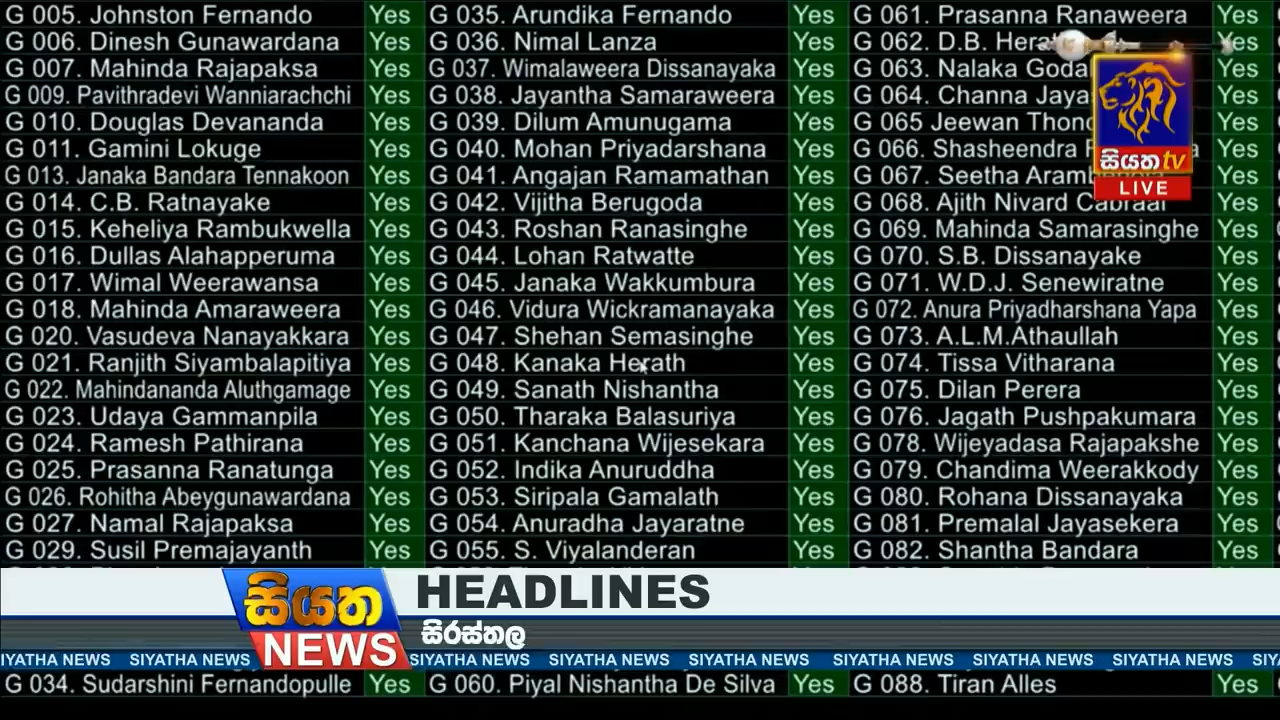 G 005. Johnston Fernando Yes G 035. Arundika Fernando Yes G 061. Prasanna Ranaweera Yes
G 006. Dinesh Gunawardana Yes G 036. Nimal Lanza Yes G 062. D.B. Yes
G 007. Mahinda Rajapaksa Yes G 037. Wimalaweera Dissanayaka Yes G 063. Nalaka Yes
G 009. Pavithradevi Wanniarachchi Yes G 038. Jayantha Samaraweera Yes G 064. Channa Yes
G 010. Douglas Devananda Yes G 039. Dilum Amunugama Yes G 065 Jeewan Yes
G 011. Gamini Lokuge Yes G 040. Mohan Priyadarshana Yes G 066. Shasheendra Yes
G 013. Janaka Bandara Tennakoon Yes G 041. Angajan Ramamathan Yes G 067. Seetha Yes
G 014. C.B. Ratnayake Yes G 042. Vijitha Berugoda Yes G 068. Ajith Nivard Cabraal Yes
G 015. Keheliya Rambukwella Yes G 043. Roshan Ranasinghe Yes G 069. Mahinda Samarasinghe Yes
G 016. Dullas Alahapperuma Yes G 044. Lohan Ratwatte Yes G 070. S.B. Dissanayake Yes
G 017. Wimal Weerawansa Yes G 045. Janaka Wakkumbura Yes G 071. W.D.J. Senewiratne Yes
G 018. Mahinda Amaraweera Yes G 046. Vidura Wickramanayaka Yes G 072. Anura Priyadharshana Yapa Yes
G 020. Vasudeva Nanayakkara Yes G 047. Shehan Semasinghe Yes G 073. A.L.M.Athaullah Yes
G 021. Ranjith Siyambalapitiya Yes G 048. Kanaka Herath Yes G 074. Tissa Vitharana Yes
G 022. Mahindananda Aluthgamage Yes G 049. Sanath Nishantha Yes G 075. Dilan Perera Yes
G 023. Udaya Gammanpila Yes G 050. Tharaka Balasuriya Yes G 076. Jagath Pushpakumara Yes
G 024. Ramesh Pathirana Yes G 051. Kanchana Wijesekara Yes G 078. Wijeyadasa Rajapakshe Yes
G 025. Prasanna Ranatunga Yes G 052. Indika Anuruddha Yes G 079. Chandima Weerakkody Yes
G 026. Rohitha Abeygunawardana Yes G 053. Siripala Gamalath Yes G 080. Rohana Dissanayaka Yes
G 027. Namal Rajapaksa Yes G 054. Anuradha Jayaratne Yes G 081. Premalal Jayasekera Yes
G 029. Susil Premajayanth Yes G 055. S. Viyalanderan Yes G 082. Shantha Bandara Yes
සියත tv
LIVE
සියත
NEWS
HEADLINES
සිරස්තල
SIYATHA NEWS SIYATHA NEWS SIYATHA NEWS SIYATHA NEWS SIYATHA NEWS SIYATHA NEWS SIYATHA NEWS SIYATHA NEWS
G 034. Sudarshini Fernandopulle Yes G 060. Piyal Nishantha De Silva Yes G 088. Tiran Alles Yes